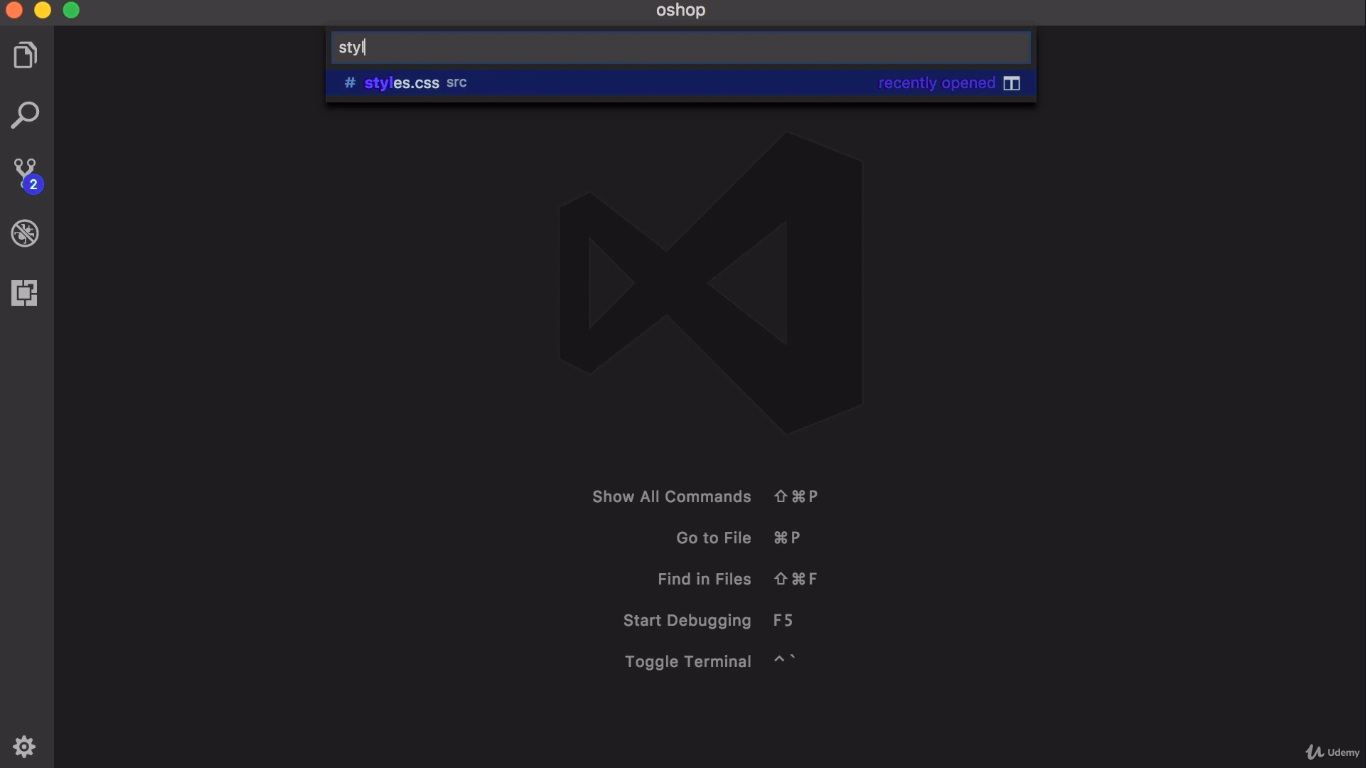 oshop
styl
# styles.css src recently opened
2
Show All Commands ⇧⌘P
Go to File ⌘P
Find in Files ⇧⌘F
Start Debugging F5
Toggle Terminal ^`
Udemy